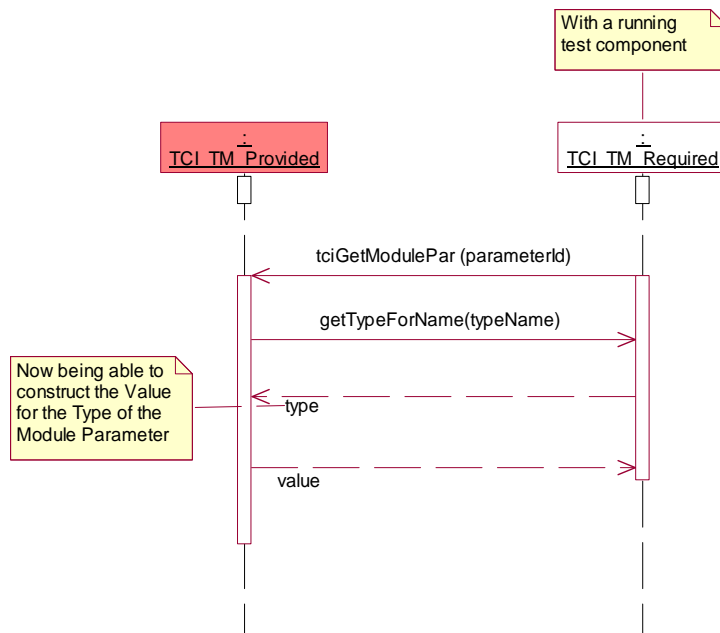 With a running
test component
:
TCI_TM_Provided
:
TCI_TM_Required
tciGetModulePar (parameterId)
getTypeForName(typeName)
Now being able to
construct the Value
for the Type of the
Module Parameter
type
value